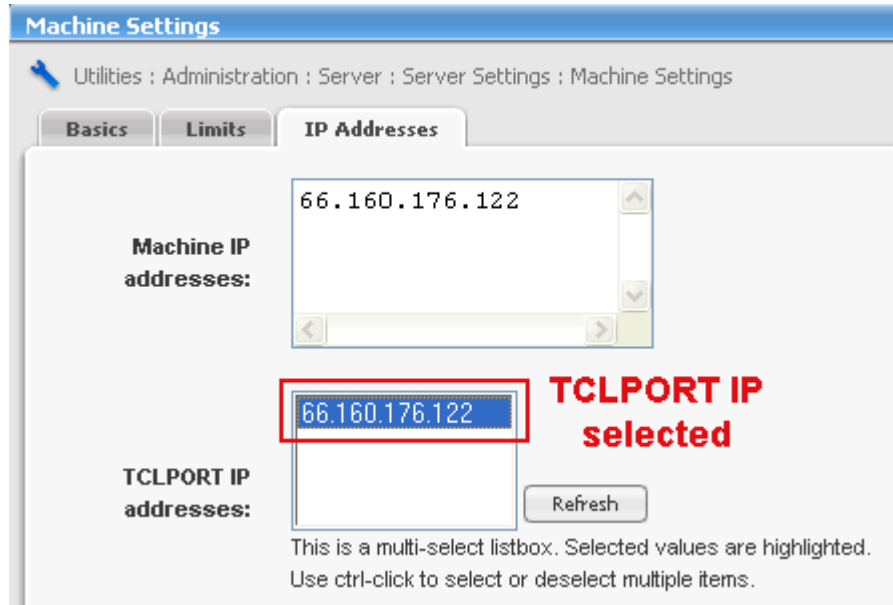 Machine Settings
Utilities : Administration : Server : Server Settings : Machine Settings
Basics Limits IP Addresses
66.160.176.122
Machine IP
addresses:
66.160.176.122
TCLPORT IP
selected
TCLPORT IP
addresses:
Refresh
This is a multi-select listbox. Selected values are highlighted.
Use ctrl-click to select or deselect multiple items.